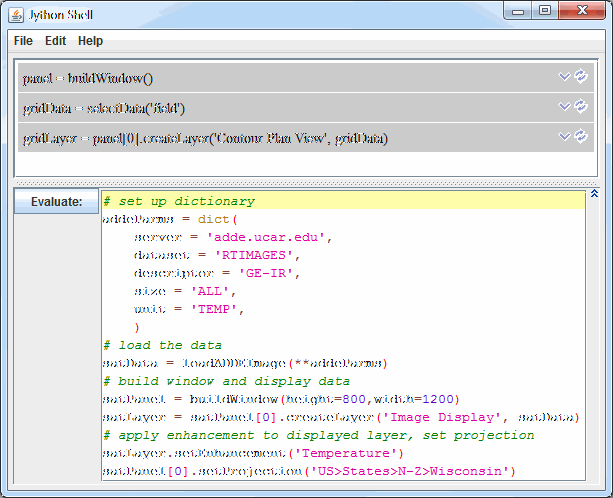 Jython Shell
File Edit Help
panel = buildWindow()
gridData = selectData('field')
gridLayer = panel[0].createLayer('Contour Plan View', gridData)
Evaluate:
# set up dictionary
addeParms = dict(
server = 'adde.ucar.edu',
dataset = 'RTIMAGES',
descriptor = 'GE-IR',
size = 'ALL',
unit = 'TEMP',
)
# load the data
satData = loadADDEImage(**addeParms)
# build window and display data
satPanel = buildWindow(height=800,width=1200)
satLayer = satPanel[0].createLayer('Image Display', satData)
# apply enhancement to displayed layer, set projection
satLayer.setEnhancement('Temperature')
satPanel[0].setProjection('US>States>N-Z>Wisconsin')